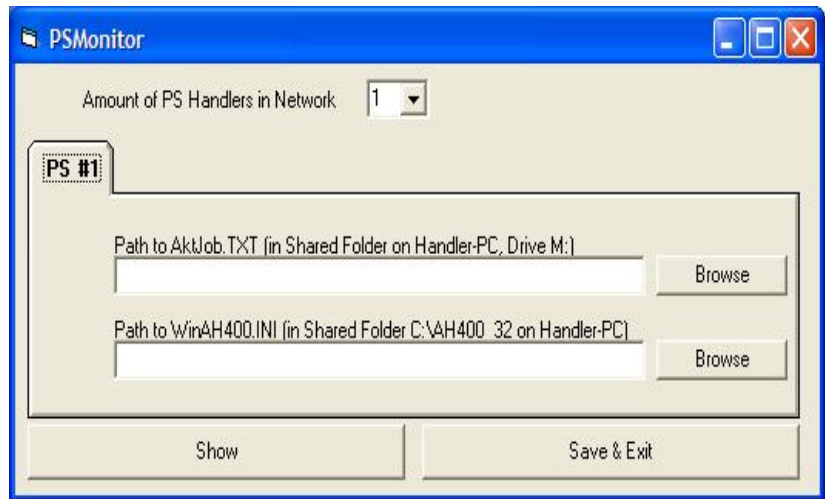 PSMonitor
Amount of PS Handlers in Network 1
PS #1
Path to AktJob.TXT (in Shared Folder on Handler-PC, Drive M:)
Browse
Path to WinAH400.INI (in Shared Folder C:\AH400_32 on Handler-PC)
Browse
Show Save & Exit